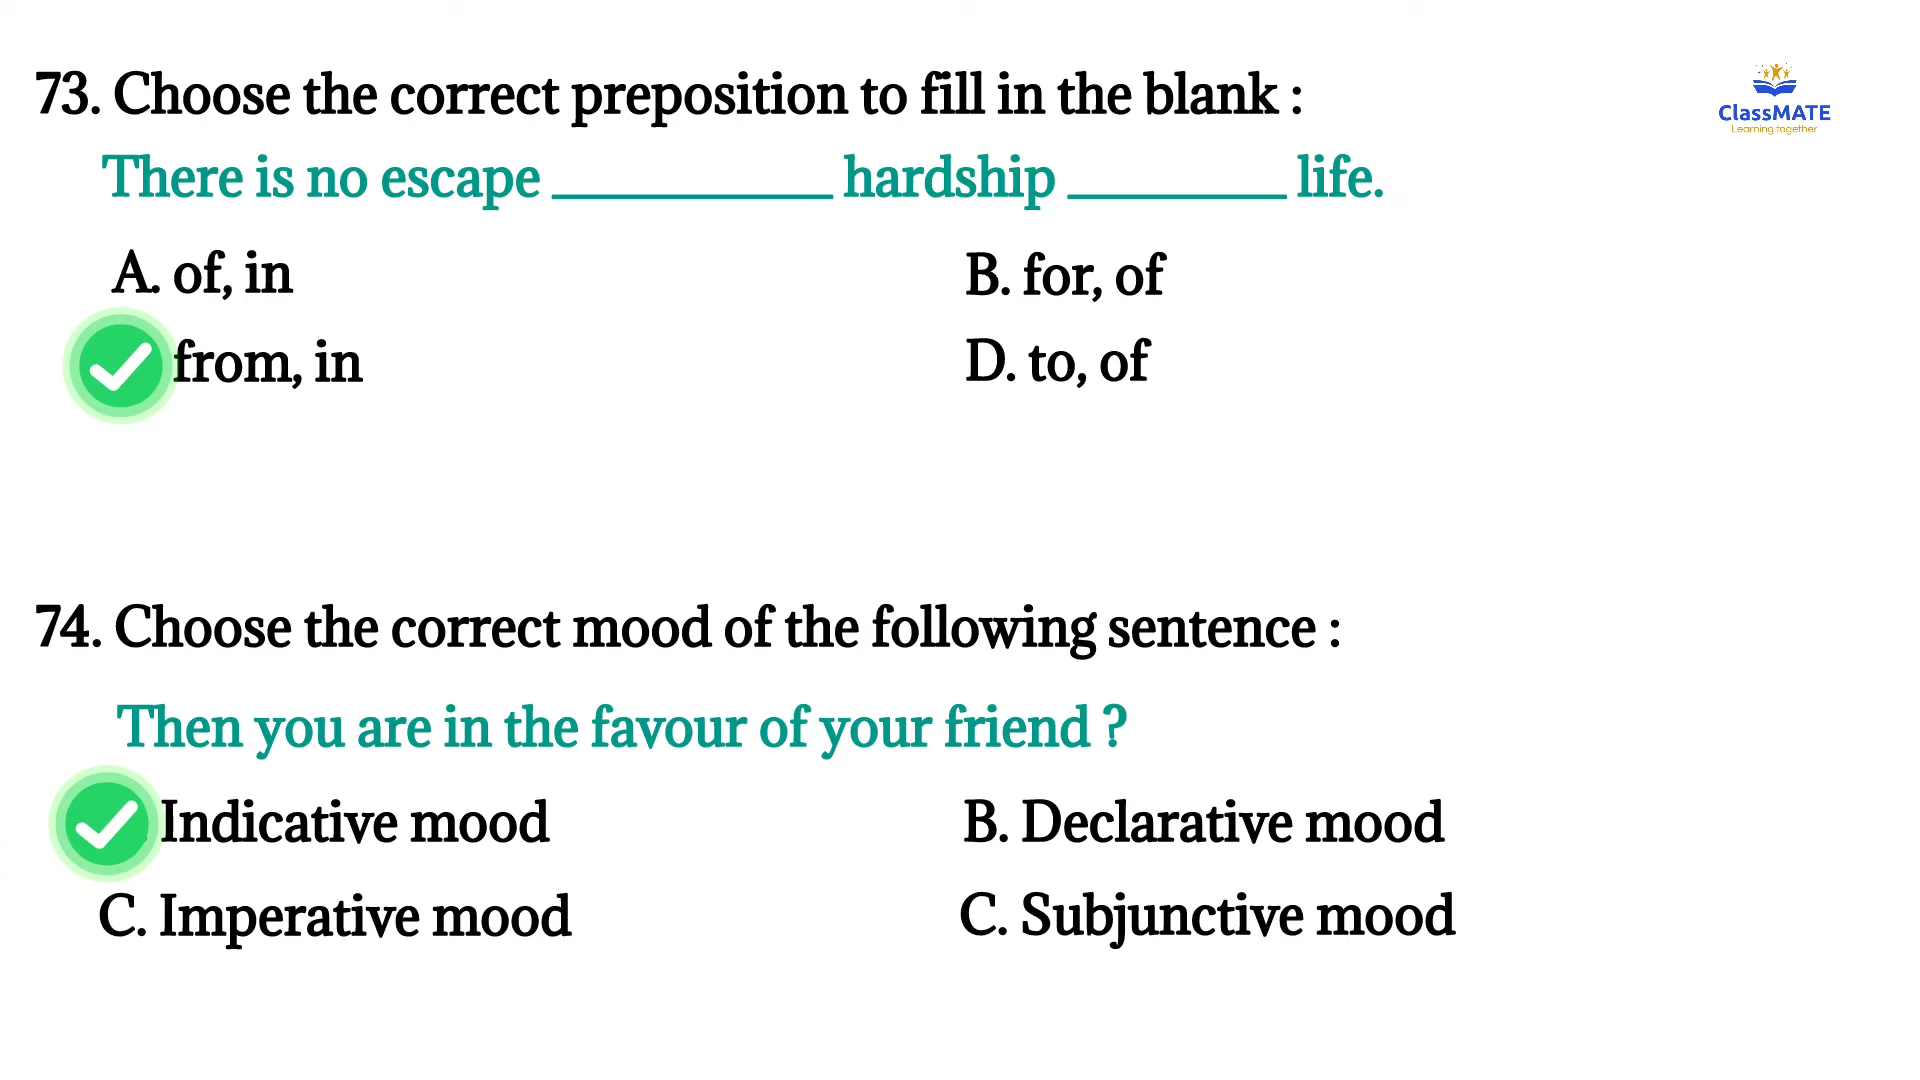 73. Choose the correct preposition to fill in the blank :
ClassMATE
Learning together
There is no escape __________ hardship ________ life.
A. of, in
B. for, of
from, in
D. to, of
74. Choose the correct mood of the following sentence :
Then you are in the favour of your friend ?
Indicative mood
B. Declarative mood
C. Imperative mood
C. Subjunctive mood